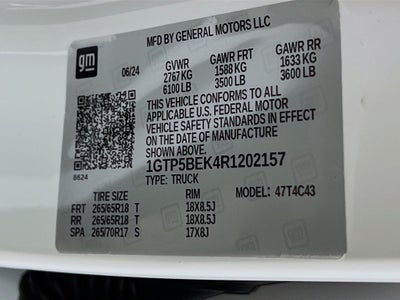 gm
MFD BY GENERAL MOTORS LLC
06/24 GVWR GAWR FRT GAWR RR
2767 KG 1588 KG 1633 KG
6100 LB 3500 LB 3600 LB
THIS VEHICLE CONFORMS TO ALL
APPLICABLE U.S. FEDERAL MOTOR
VEHICLE SAFETY STANDARDS IN EFFECT
ON THE DATE OF MANUFACTURE
SHOWN ABOVE.
8624
1GTP5BEK4R1202157
TYPE: TRUCK MODEL: 47T4C43
TIRE SIZE RIM
FRT 265/65R18 T 18X8.5J
RR 265/65R18 T 18X8.5J
SPA 265/70R17 S 17X8J